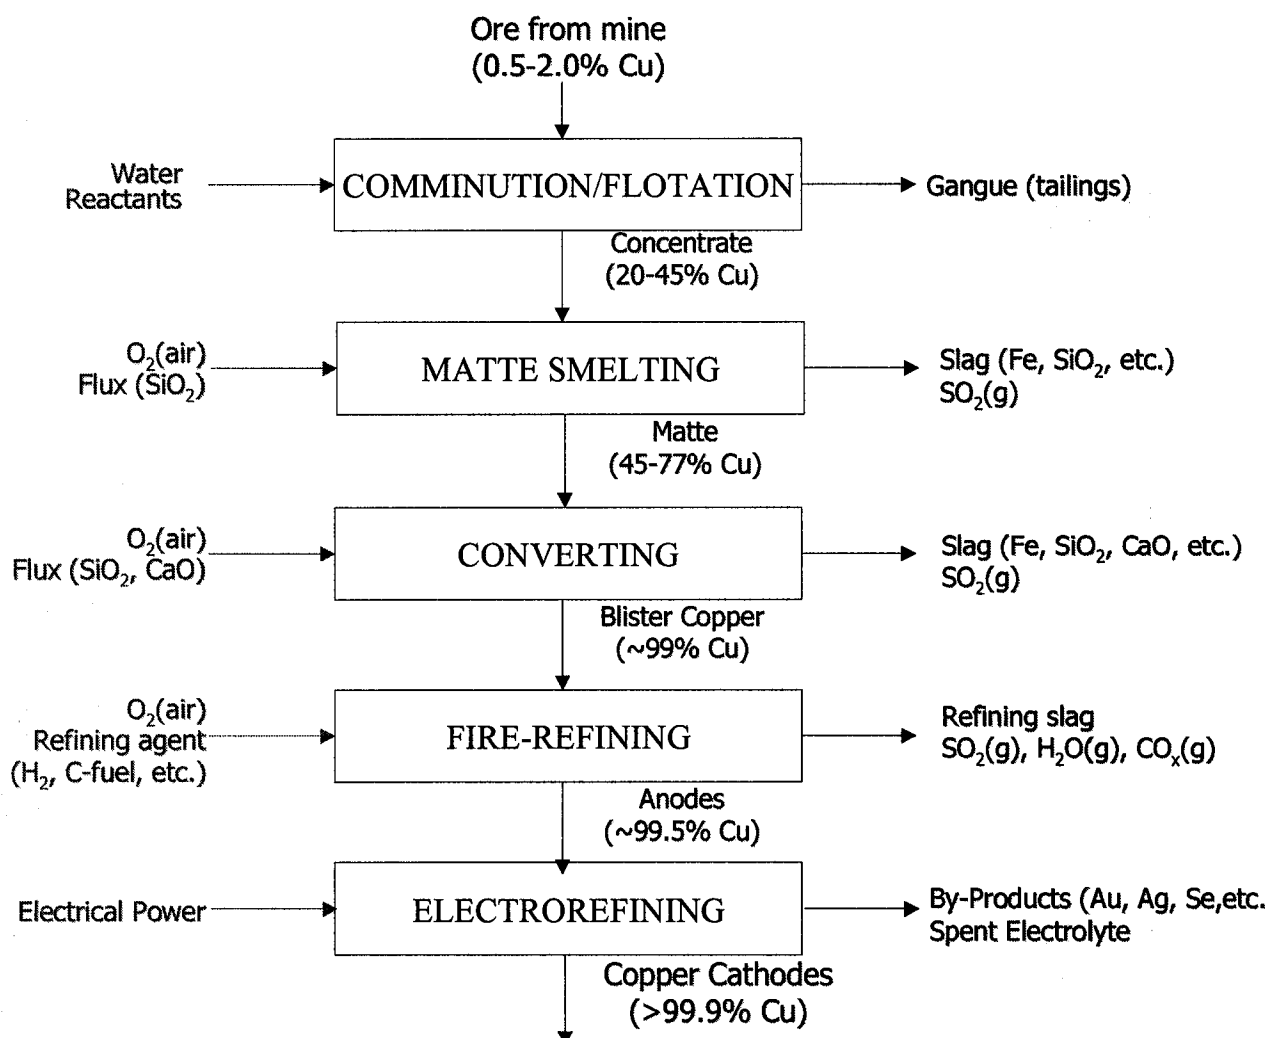 Ore from mine
(0.5-2.0% Cu)
Water
Reactants
COMMINUTION/FLOTATION
Gangue (tailings)
Concentrate
(20-45% Cu)
O₂(air)
Flux (SiO₂)
MATTE SMELTING
Slag (Fe, SiO₂, etc.)
SO₂(g)
Matte
(45-77% Cu)
O₂(air)
Flux (SiO₂, CaO)
CONVERTING
Slag (Fe, SiO₂, CaO, etc.)
SO₂(g)
Blister Copper
(~99% Cu)
O₂(air)
Refining agent
(H₂, C-fuel, etc.)
FIRE-REFINING
Refining slag
SO₂(g), H₂O(g), COₓ(g)
Anodes
(~99.5% Cu)
Electrical Power
ELECTROREFINING
By-Products (Au, Ag, Se,etc.
Spent Electrolyte
Copper Cathodes
(>99.9% Cu)